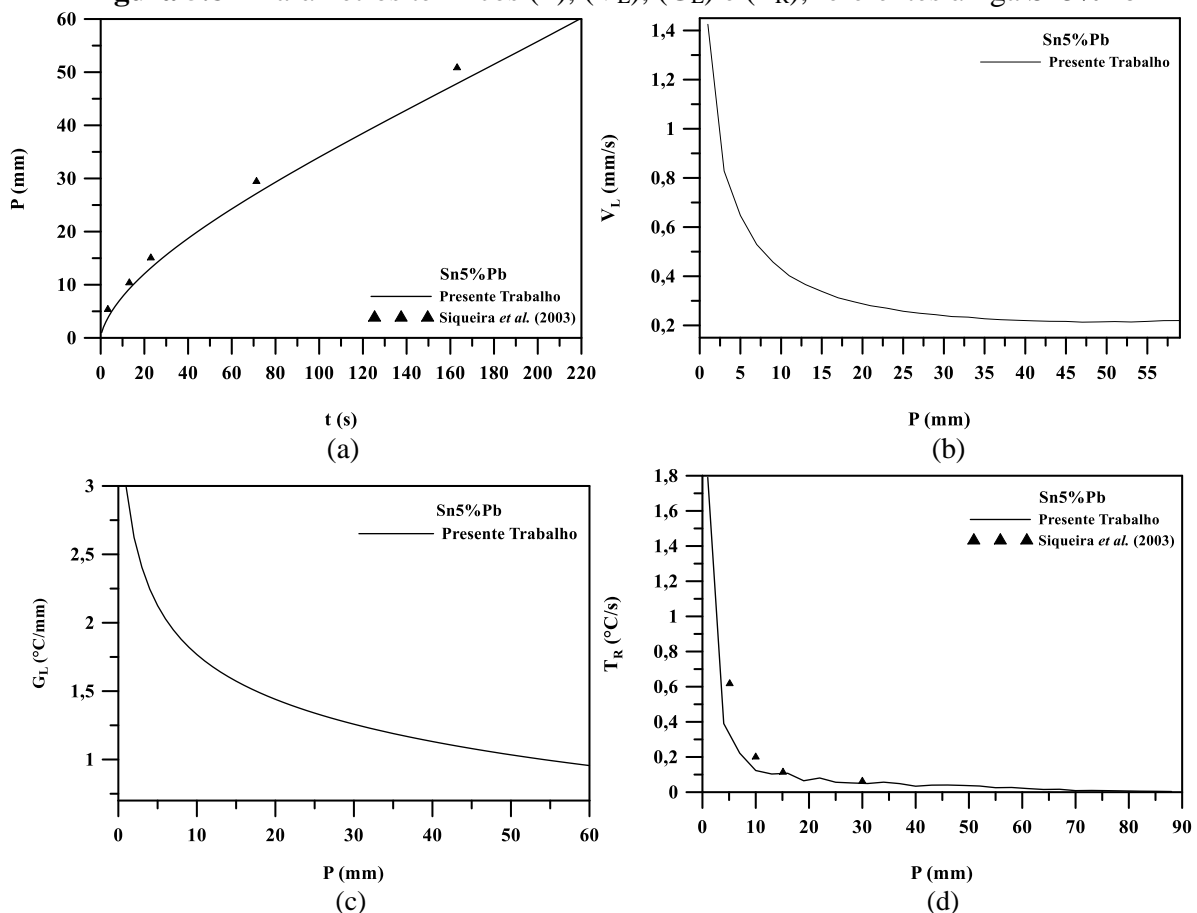 60
50
40
30
20
10
0
P (mm)
Sn5%Pb
Presente Trabalho
Siqueira et al. (2003)
0 20 40 60 80 100 120 140 160 180 200 220
t (s)
(a)
1,4
1,2
1
0,8
0,6
0,4
0,2
V_L (mm/s)
Sn5%Pb
Presente Trabalho
0 5 10 15 20 25 30 35 40 45 50 55
P (mm)
(b)
3
2,5
2
1,5
1
G_L (°C/mm)
Sn5%Pb
Presente Trabalho
0 10 20 30 40 50 60
P (mm)
(c)
1,8
1,6
1,4
1,2
1
0,8
0,6
0,4
0,2
0
T_R (°C/s)
Sn5%Pb
Presente Trabalho
Siqueira et al. (2003)
0 10 20 30 40 50 60 70 80 90
P (mm)
(d)